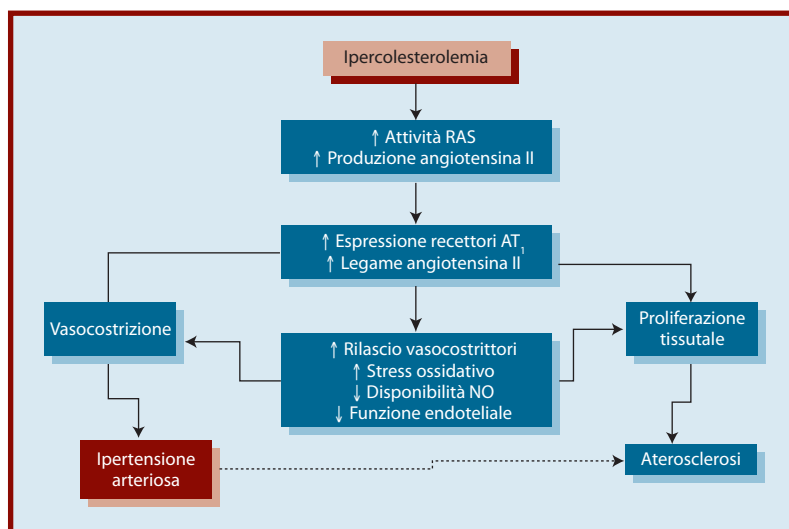 Ipercolesterolemia
↑ Attività RAS
↑ Produzione angiotensina II
↑ Espressione recettori AT₁
↑ Legame angiotensina II
Vasocostrizione
Proliferazione
tissutale
↑ Rilascio vasocostrittori
↑ Stress ossidativo
↓ Disponibilità NO
↓ Funzione endoteliale
Ipertensione
arteriosa
Aterosclerosi